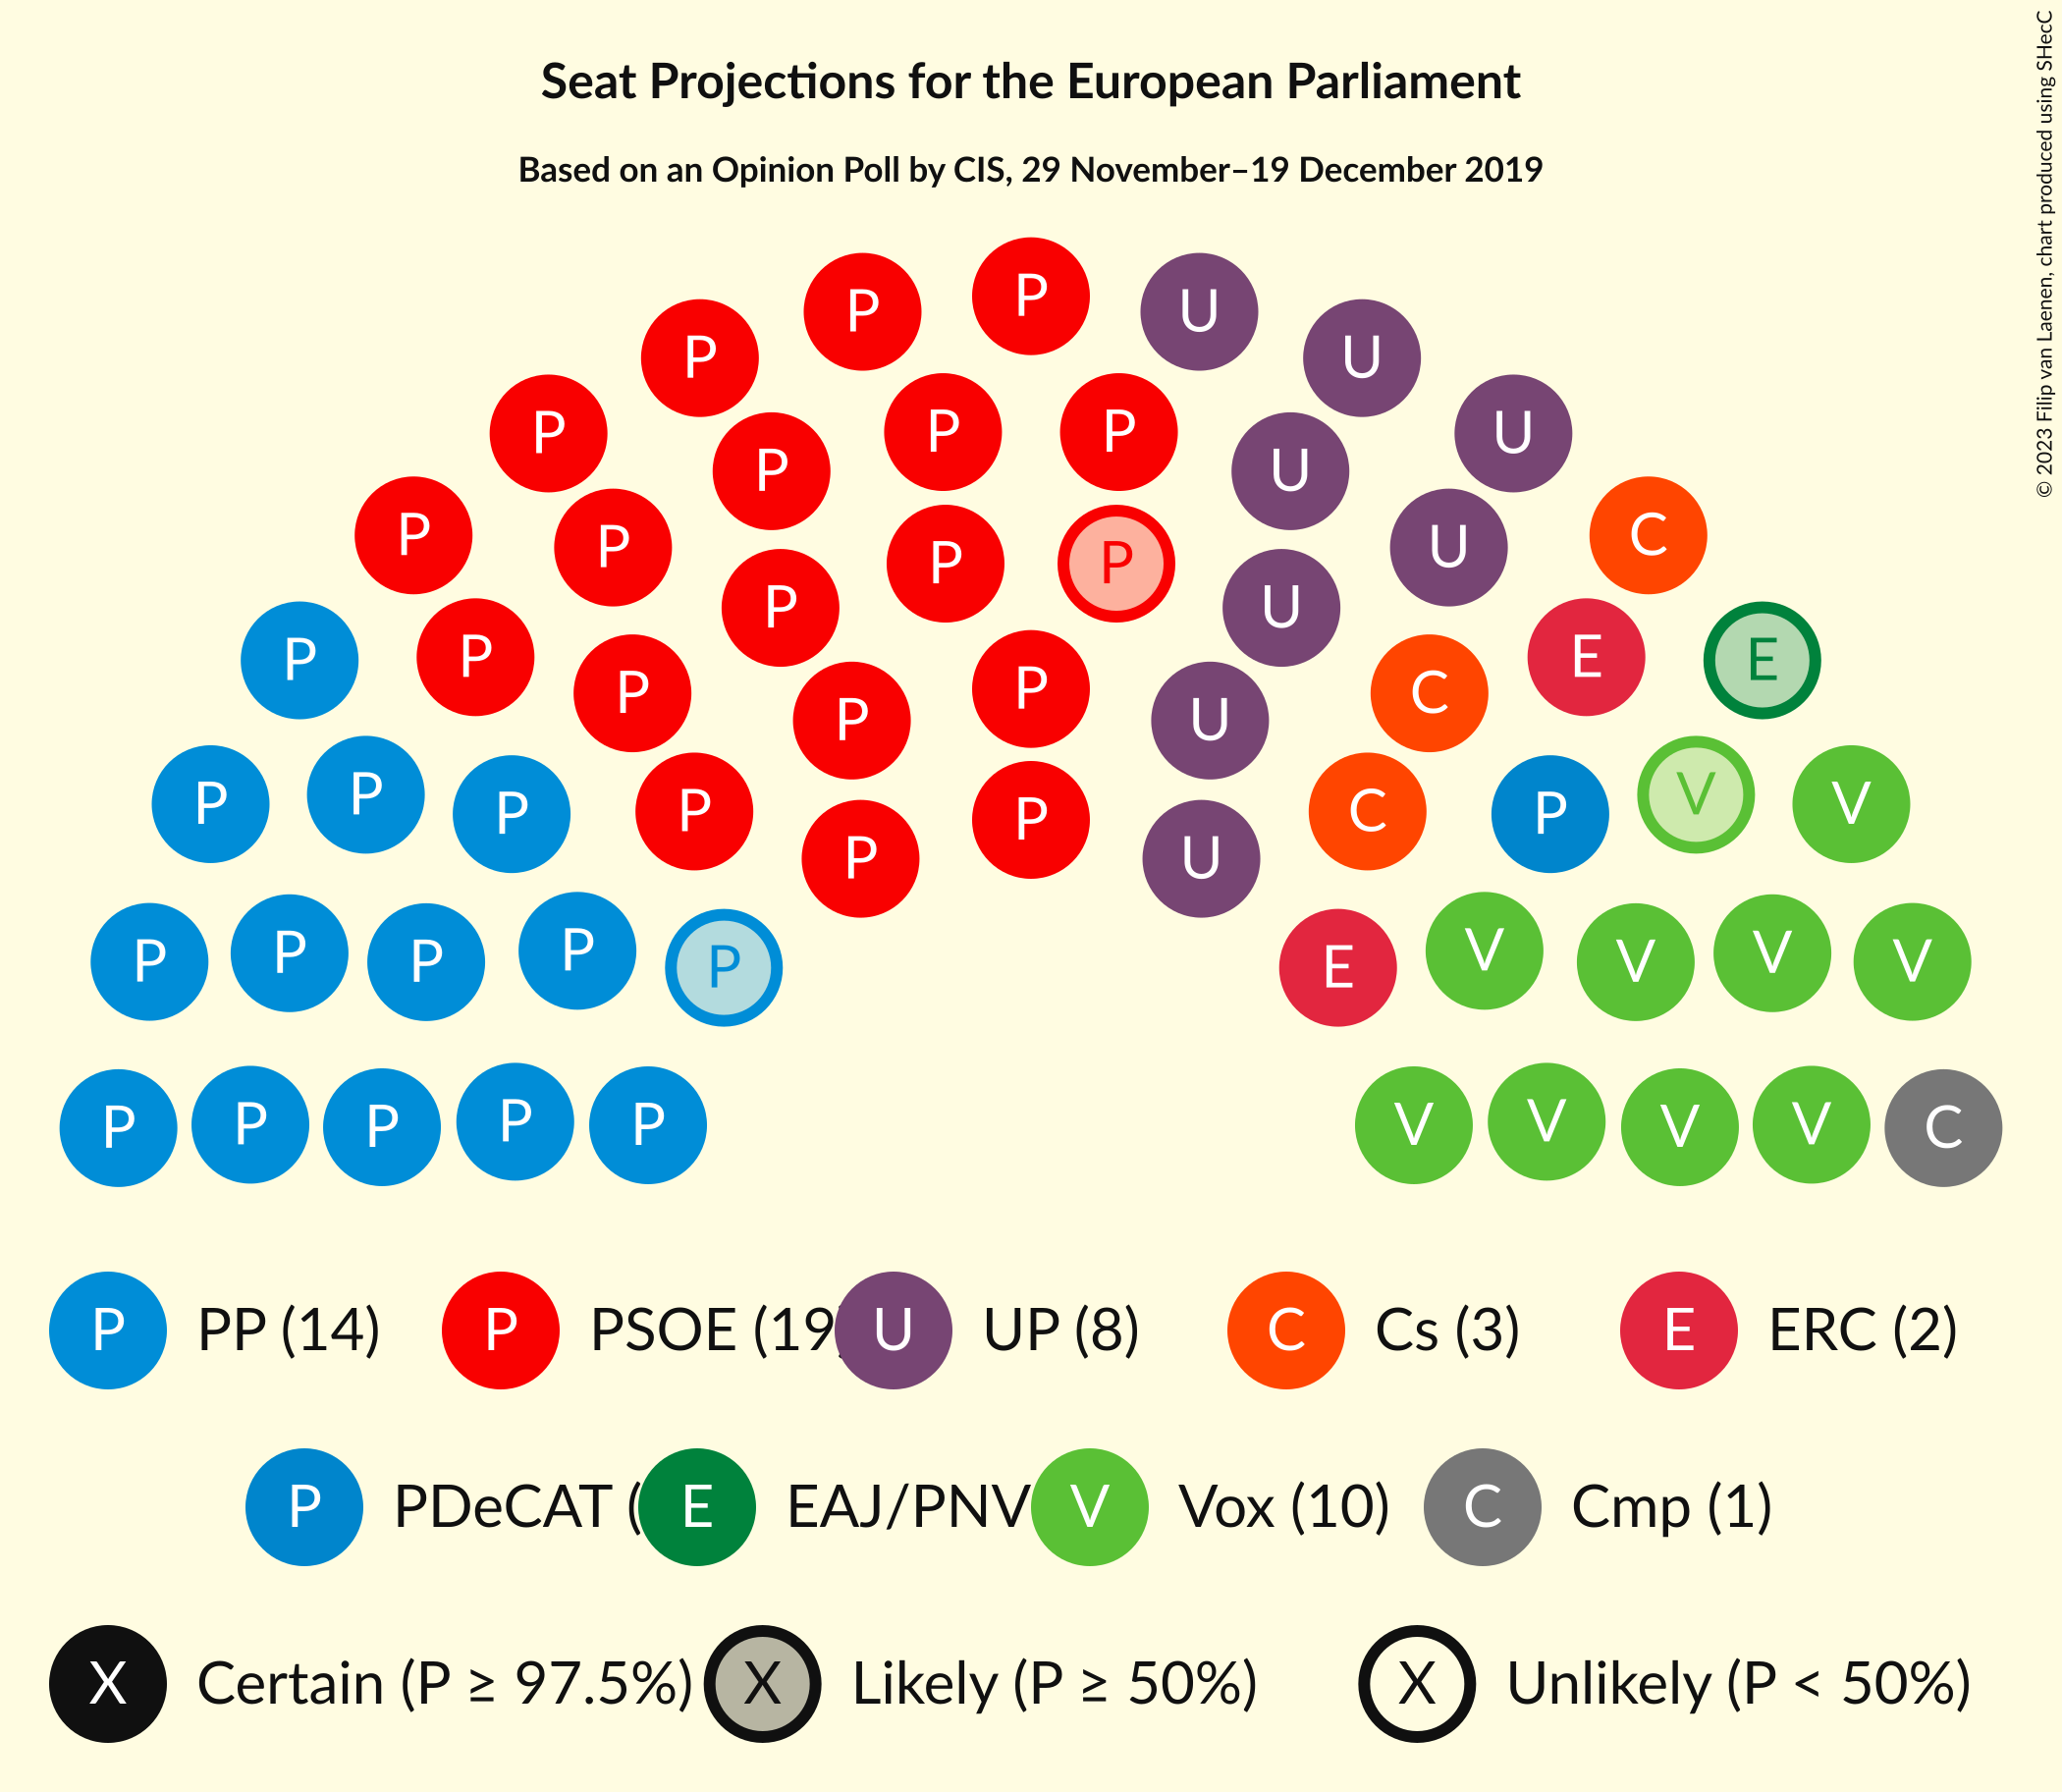 Seat Projections for the European Parliament
Based on an Opinion Poll by CIS, 29 November–19 December 2019
© 2023 Filip van Laenen, chart produced using SHecC
P P U
P P U U
P P P U
P P U U C
P P P U
P P P E E
P P P U C
P P P P P C P V V
P P U
P P P P P E V V V V
P P P P P V V V V C
P PP (14) P PSOE (19 U UP (8) C Cs (3) E ERC (2)
P PDeCAT ( E EAJ/PNV V Vox (10) C Cmp (1)
X Certain (P ≥ 97.5%) X Likely (P ≥ 50%) X Unlikely (P < 50%)